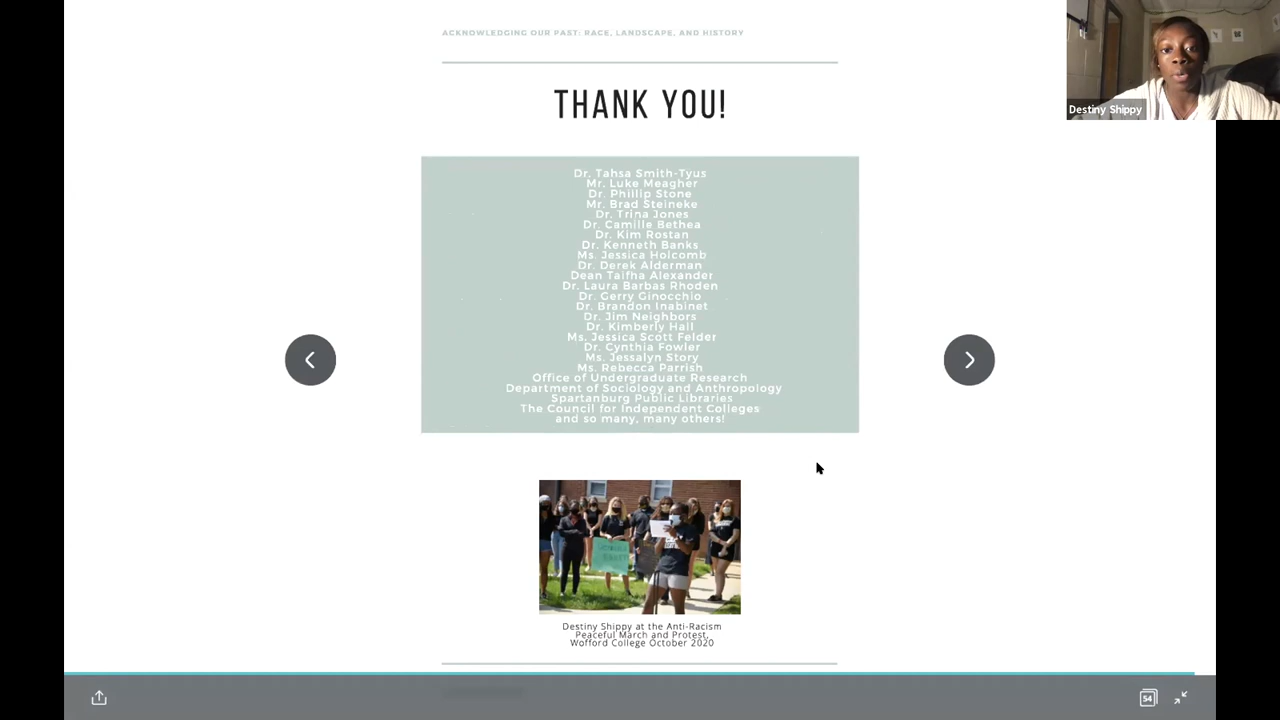 ACKNOWLEDGING OUR PAST: RACE, LANDSCAPE, AND HISTORY
Destiny Shippy
THANK YOU!
Dr. Tahsa Smith-Tyus
Mr. Luke Meagher
Dr. Phillip Stone
Mr. Brad Steineke
Dr. Trina Jones
Dr. Camille Bethea
Dr. Kim Rostan
Dr. Kenneth Banks
Ms. Jessica Holcomb
Dr. Derek Alderman
Dean Taifha Alexander
Dr. Laura Barbas Rhoden
Dr. Gerry Ginocchio
Dr. Brandon Inabinet
Dr. Jim Neighbors
Dr. Kimberly Hall
Ms. Jessica Scott Felder
Dr. Cynthia Fowler
Ms. Jessalyn Story
Ms. Rebecca Parrish
Office of Undergraduate Research
Department of Sociology and Anthropology
Spartanburg Public Libraries
The Council for Independent Colleges
and so many, many others!
Destiny Shippy at the Anti-Racism
Peaceful March and Protest,
Wofford College October 2020
54